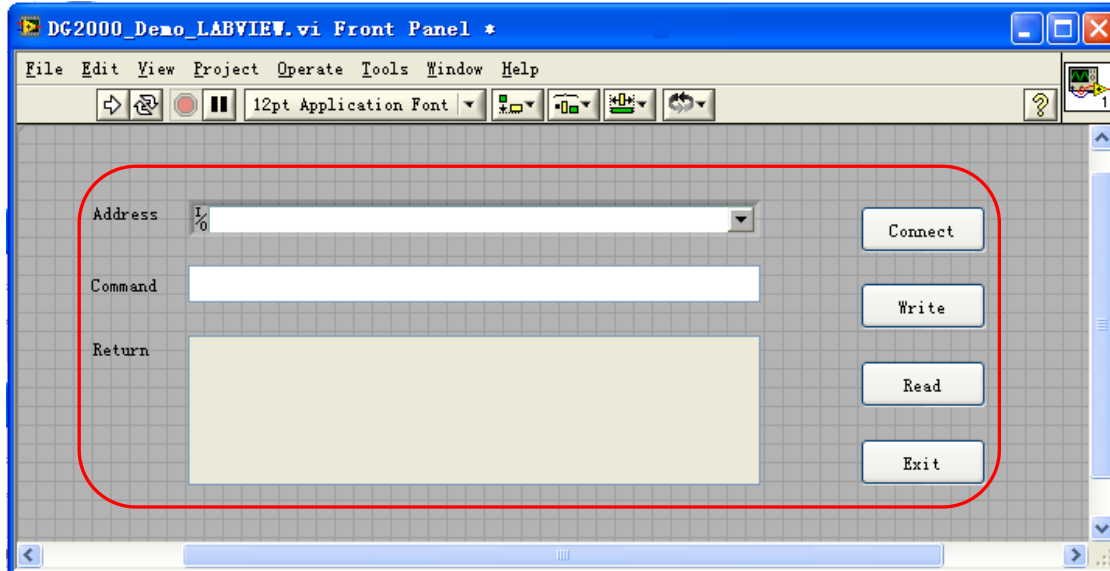 DG2000_Demo_LABVIEW.vi Front Panel *
File Edit View Project Operate Tools Window Help
12pt Application Font
?
1
Address
I/O
Connect
Command
Write
Return
Read
Exit